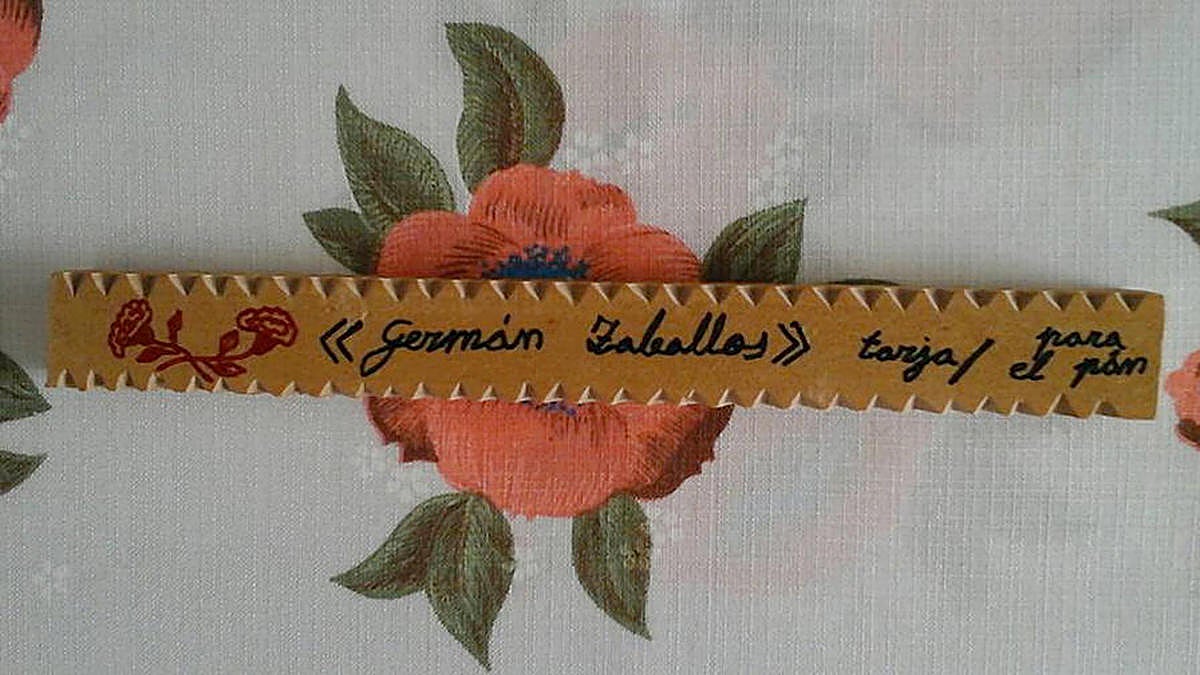 «Germán Zaballos» tarja/ para
el pán